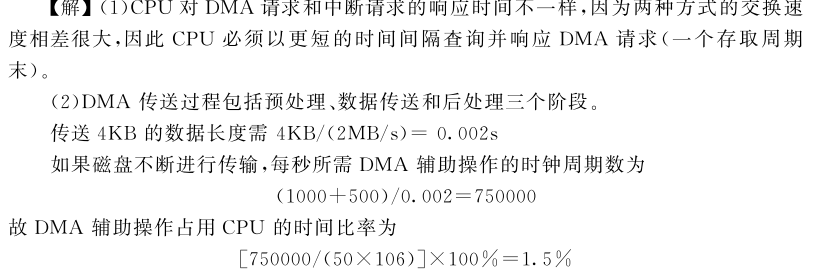 【解】(1)CPU 对 DMA 请求和中断请求的响应时间不一样,因为两种方式的交换速
度相差很大,因此 CPU 必须以更短的时间间隔查询并响应 DMA 请求(一个存取周期
末)。
(2)DMA 传送过程包括预处理、数据传送和后处理三个阶段。
传送 4KB 的数据长度需 4KB/(2MB/s)= 0.002s
如果磁盘不断进行传输,每秒所需 DMA 辅助操作的时钟周期数为
(1000+500)/0.002=750000
故 DMA 辅助操作占用 CPU 的时间比率为
[750000/(50×106)]×100%=1.5%